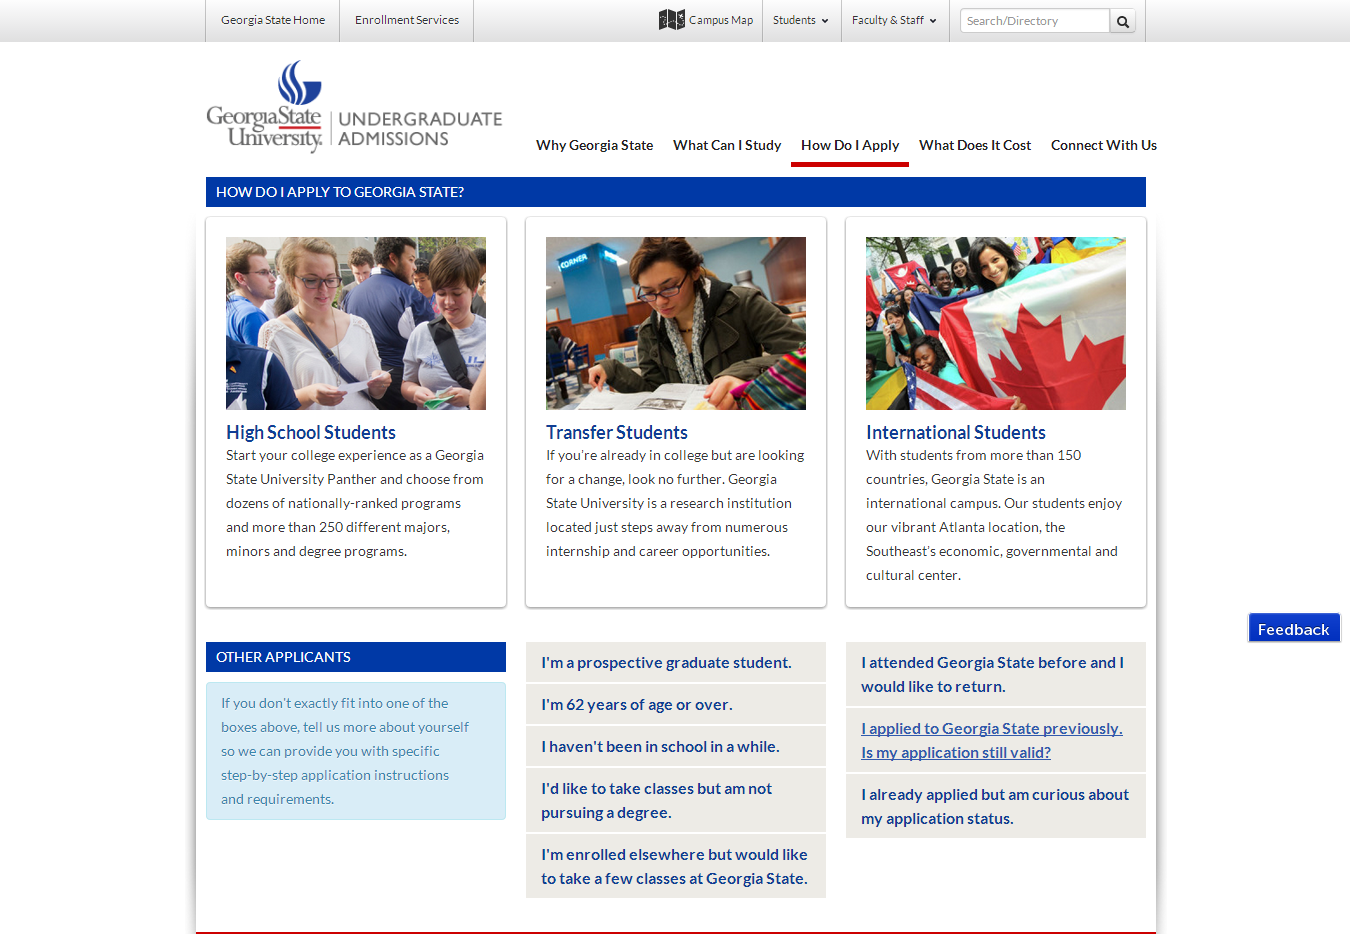 Georgia State Home
Enrollment Services
Campus Map
Students
Faculty & Staff
Search/Directory
GeorgiaState
University.
UNDERGRADUATE
ADMISSIONS
Why Georgia State
What Can I Study
How Do I Apply
What Does It Cost
Connect With Us
HOW DO I APPLY TO GEORGIA STATE?
CORNER
High School Students
Start your college experience as a Georgia
State University Panther and choose from
dozens of nationally-ranked programs
and more than 250 different majors,
minors and degree programs.
Transfer Students
If you're already in college but are looking
for a change, look no further. Georgia
State University is a research institution
located just steps away from numerous
internship and career opportunities.
International Students
With students from more than 150
countries, Georgia State is an
international campus. Our students enjoy
our vibrant Atlanta location, the
Southeast's economic, governmental and
cultural center.
Feedback
OTHER APPLICANTS
If you don't exactly fit into one of the
boxes above, tell us more about yourself
so we can provide you with specific
step-by-step application instructions
and requirements.
I'm a prospective graduate student.
I'm 62 years of age or over.
I haven't been in school in a while.
I'd like to take classes but am not
pursuing a degree.
I'm enrolled elsewhere but would like
to take a few classes at Georgia State.
I attended Georgia State before and I
would like to return.
I applied to Georgia State previously.
Is my application still valid?
I already applied but am curious about
my application status.